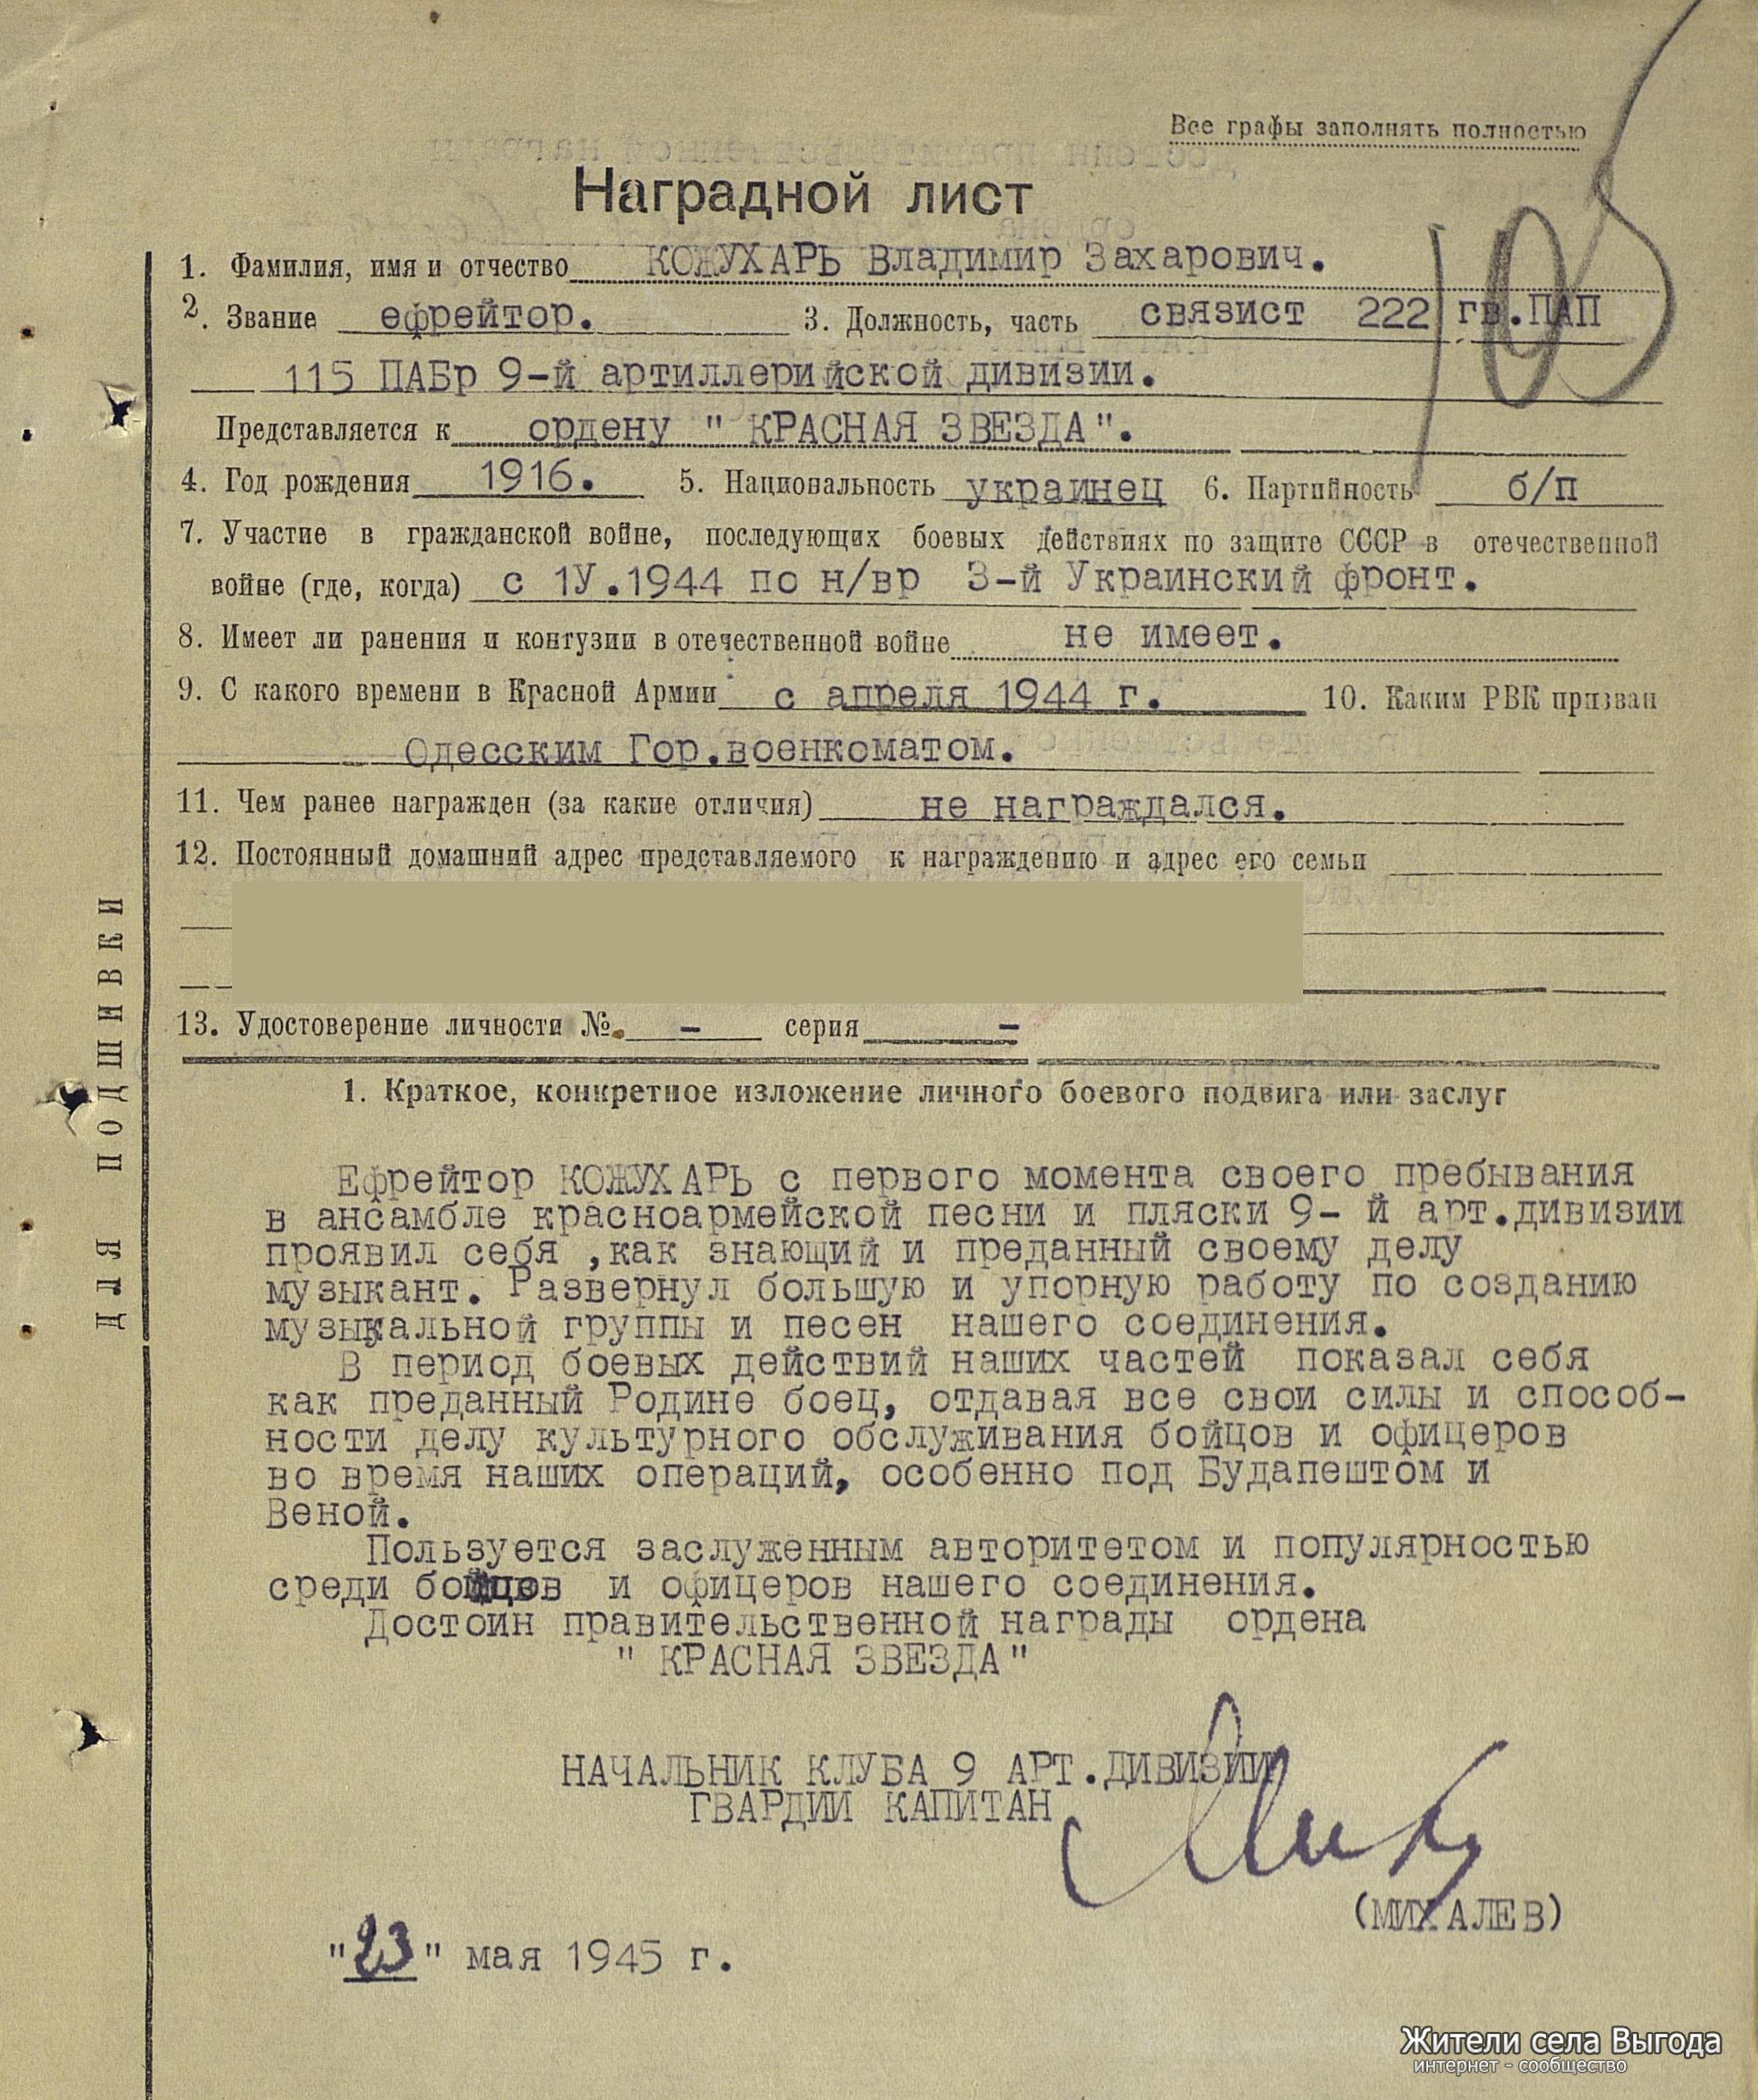 Все графы заполнять полностью
105
Наградной лист
1. Фамилия, имя и отчество КОЖУХАРЬ Владимир Захарович.
2. Звание ефрейтор. 3. Должность, часть связист 222 гв.ПАП
115 ПАБр 9-й артиллерийской дивизии.
Представляется к ордену " КРАСНАЯ ЗВЕЗДА".
4. Год рождения 1916. 5. Национальность украинец 6. Партийность б/п
7. Участие в гражданской войне, последующих боевых действиях по защите СССР в отечественной
войне (где, когда) с 1У.1944 по н/вр 3-й Украинский фронт.
8. Имеет ли ранения и контузии в отечественной войне не имеет.
9. С какого времени в Красной Армии с апреля 1944 г. 10. Каким РВК призван
Одесским Гор.военкоматом.
11. Чем ранее награжден (за какие отличия) не награждался.
12. Постоянный домашний адрес представляемого к награждению и адрес его семьи
13. Удостоверение личности № - серия -
ДЛЯ ПОДШИВКИ
1. Краткое, конкретное изложение личного боевого подвига или заслуг
Ефрейтор КОЖУХАРЬ с первого момента своего пребывания
в ансамбле красноармейской песни и пляски 9- й арт.дивизии
проявил себя ,как знающий и преданный своему делу
музыкант. Развернул большую и упорную работу по созданию
музыкальной группы и песен нашего соединения.
В период боевых действий наших частей показал себя
как преданный Родине боец, отдавая все свои силы и способ-
ности делу культурного обслуживания бойцов и офицеров
во время наших операций, особенно под Будапештом и
Веной.
Пользуется заслуженным авторитетом и популярностью
среди бойцов и офицеров нашего соединения.
Достоин правительственной награды ордена
" КРАСНАЯ ЗВЕЗДА"
НАЧАЛЬНИК КЛУБА 9 АРТ.ДИВИЗИИ
ГВАРДИИ КАПИТАН
(МИХАЛЕВ)
"23" мая 1945 г.
Жители села Выгода
интернет - сообщество